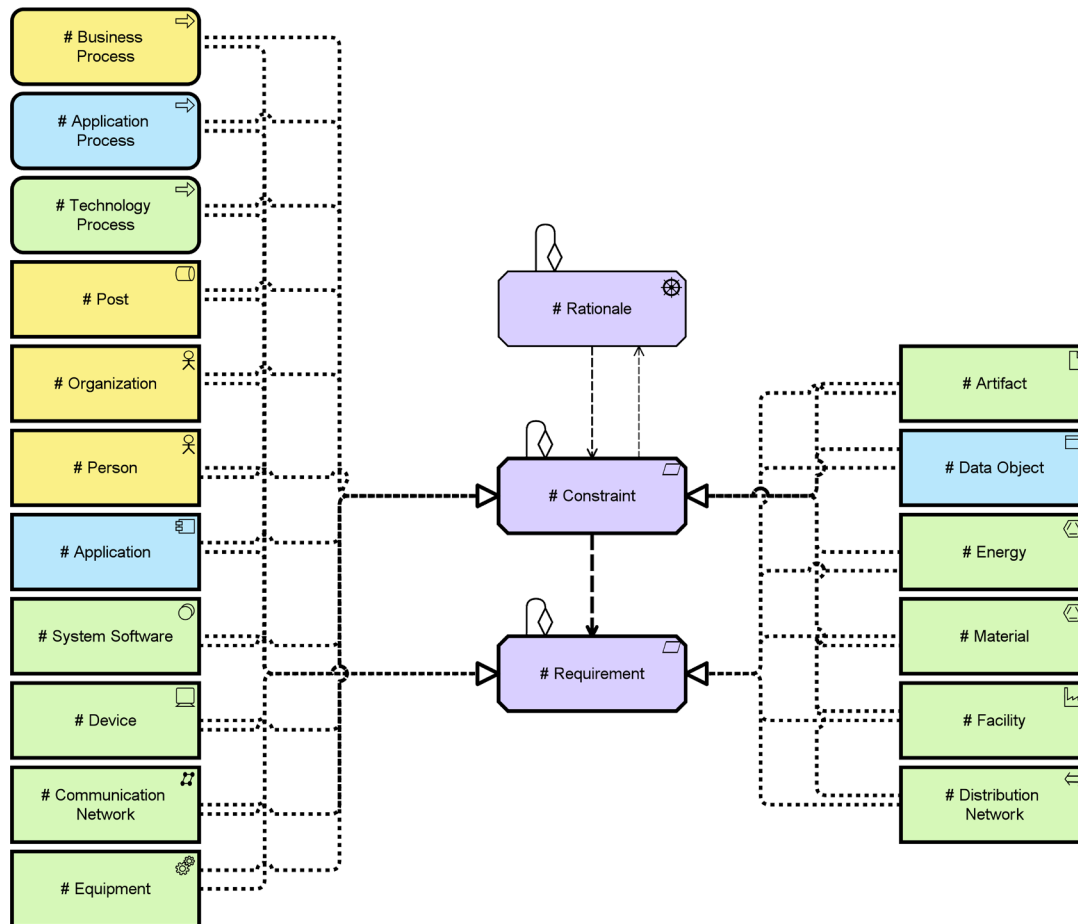 # Business
Process
# Application
Process
# Technology
Process
# Post
# Organization
# Person
# Application
# System Software
# Device
# Communication
Network
# Equipment
# Rationale
# Constraint
# Requirement
# Artifact
# Data Object
# Energy
# Material
# Facility
# Distribution
Network